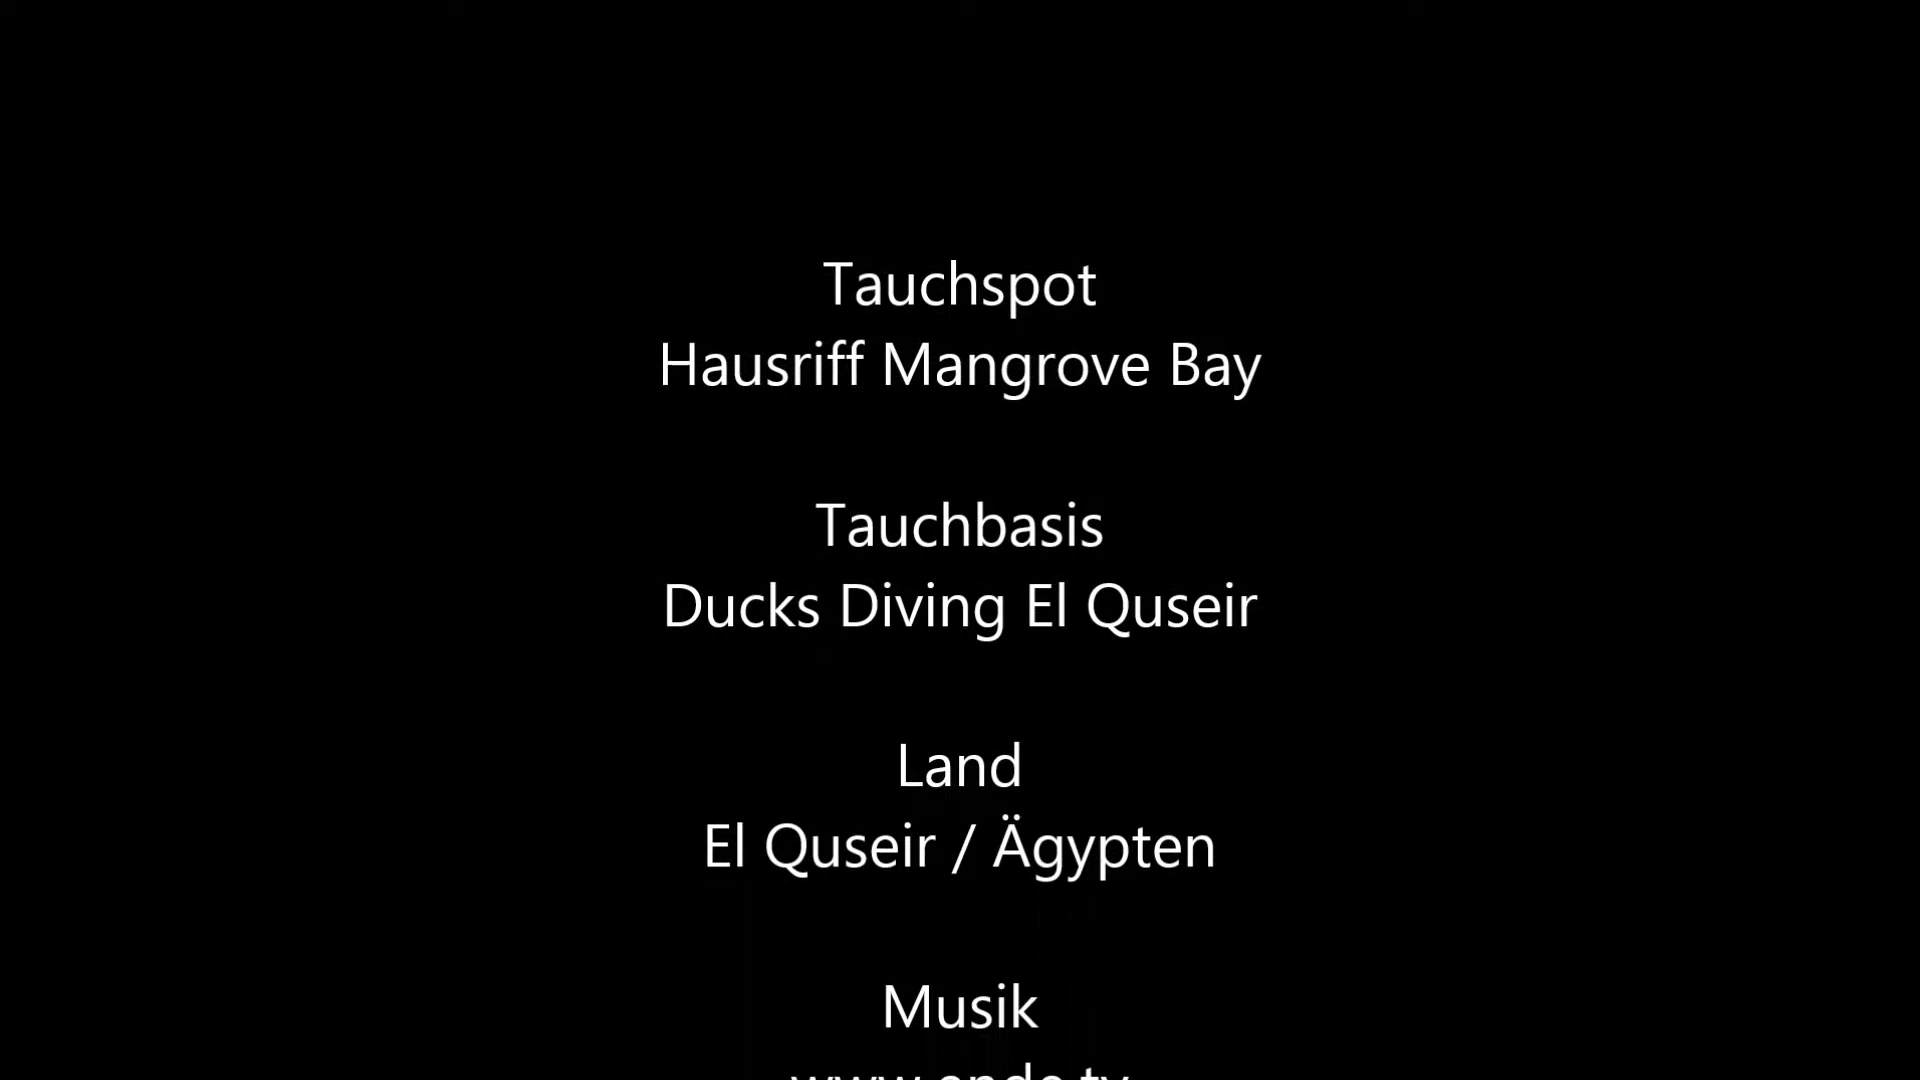 Tauchspot
Hausriff Mangrove Bay
Tauchbasis
Ducks Diving El Quseir
Land
El Quseir / Ägypten
Musik